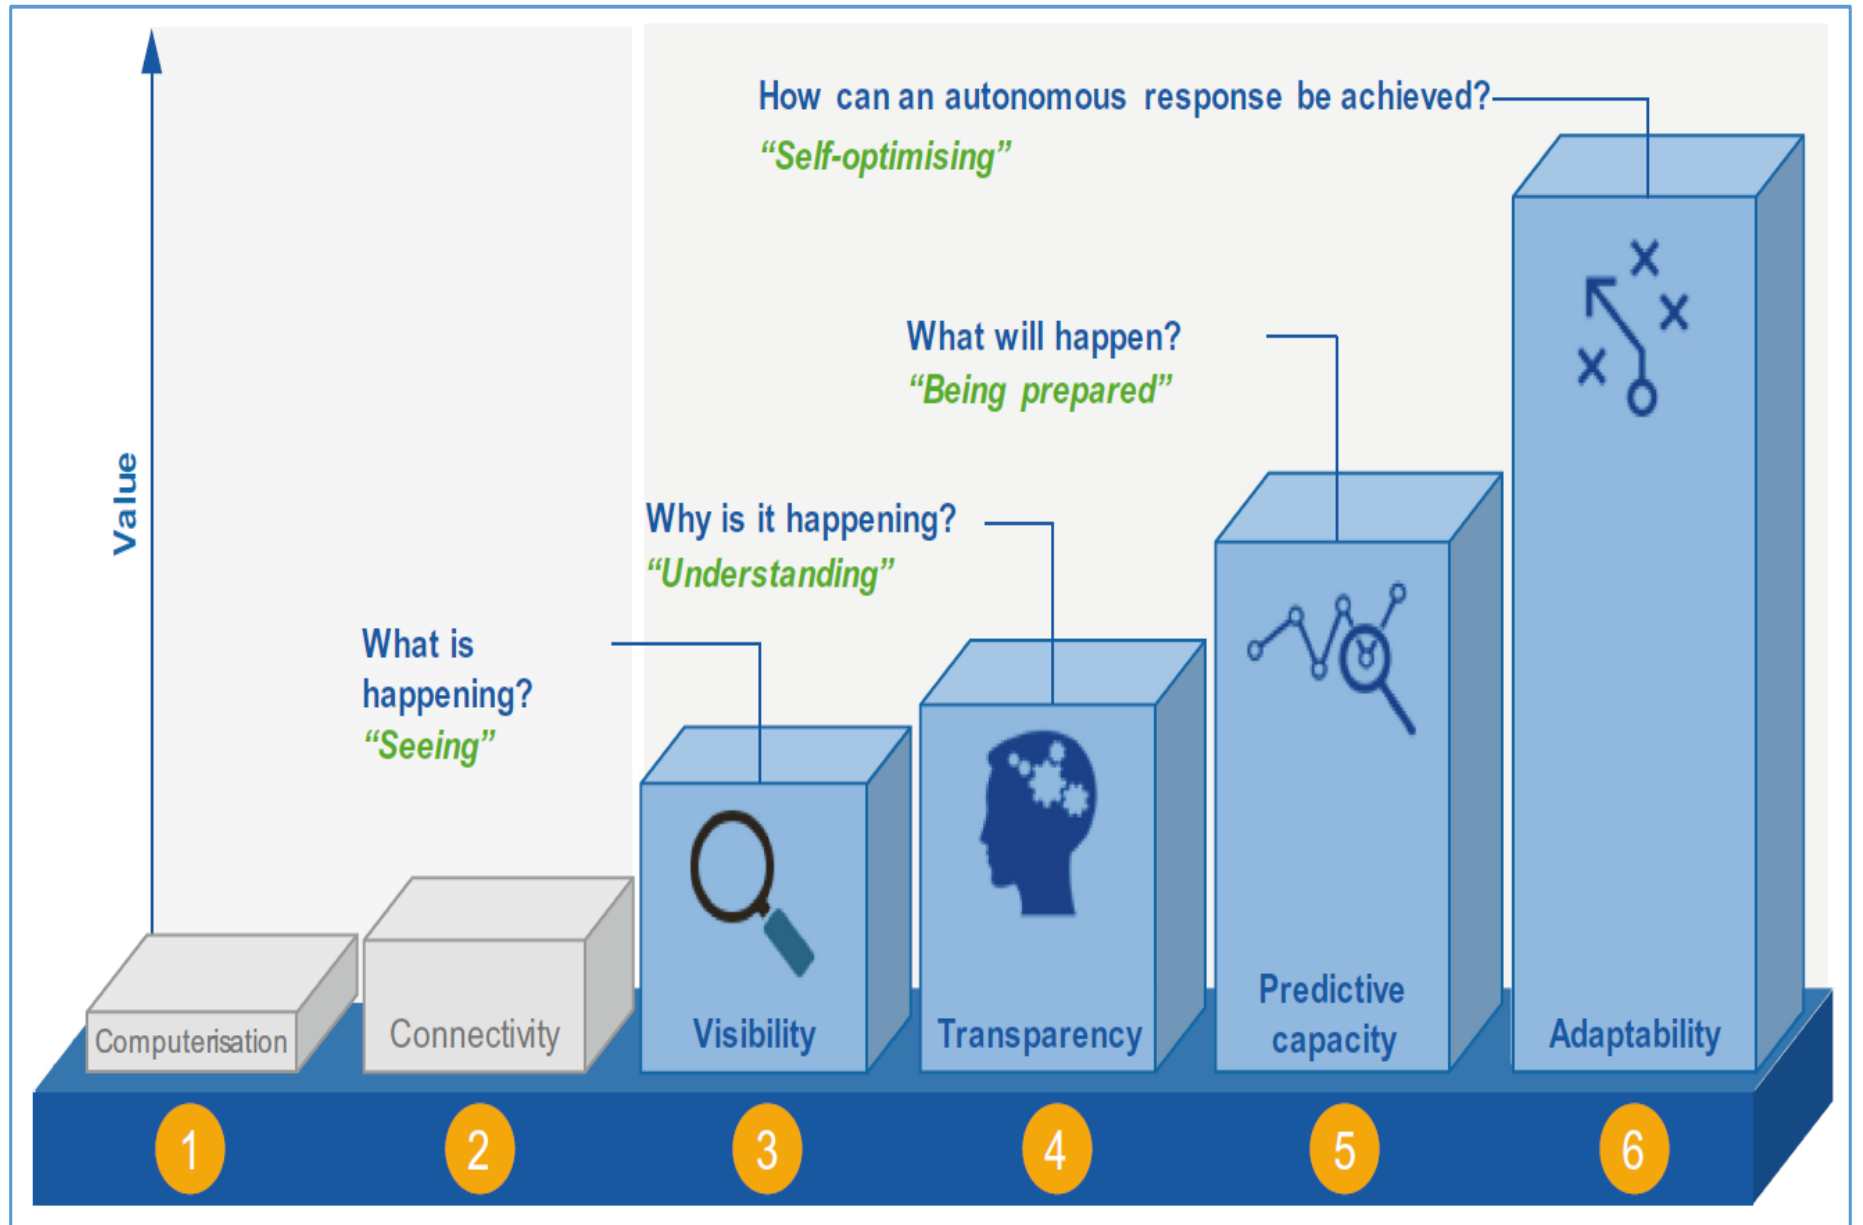 How can an autonomous response be achieved?
“Self-optimising”
What will happen?
“Being prepared”
Value
Why is it happening?
“Understanding”
What is
happening?
“Seeing”
Computerisation
Connectivity
Visibility
Transparency
Predictive
capacity
Adaptability
1
2
3
4
5
6